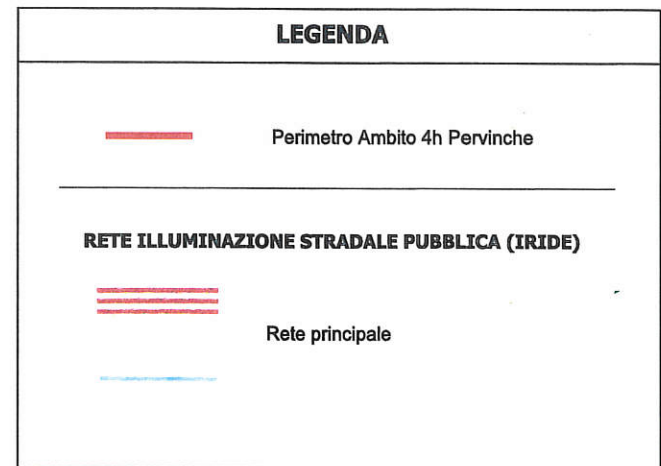 LEGENDA
Perimetro Ambito 4h Pervinche
RETE ILLUMINAZIONE STRADALE PUBBLICA (IRIDE)
Rete principale